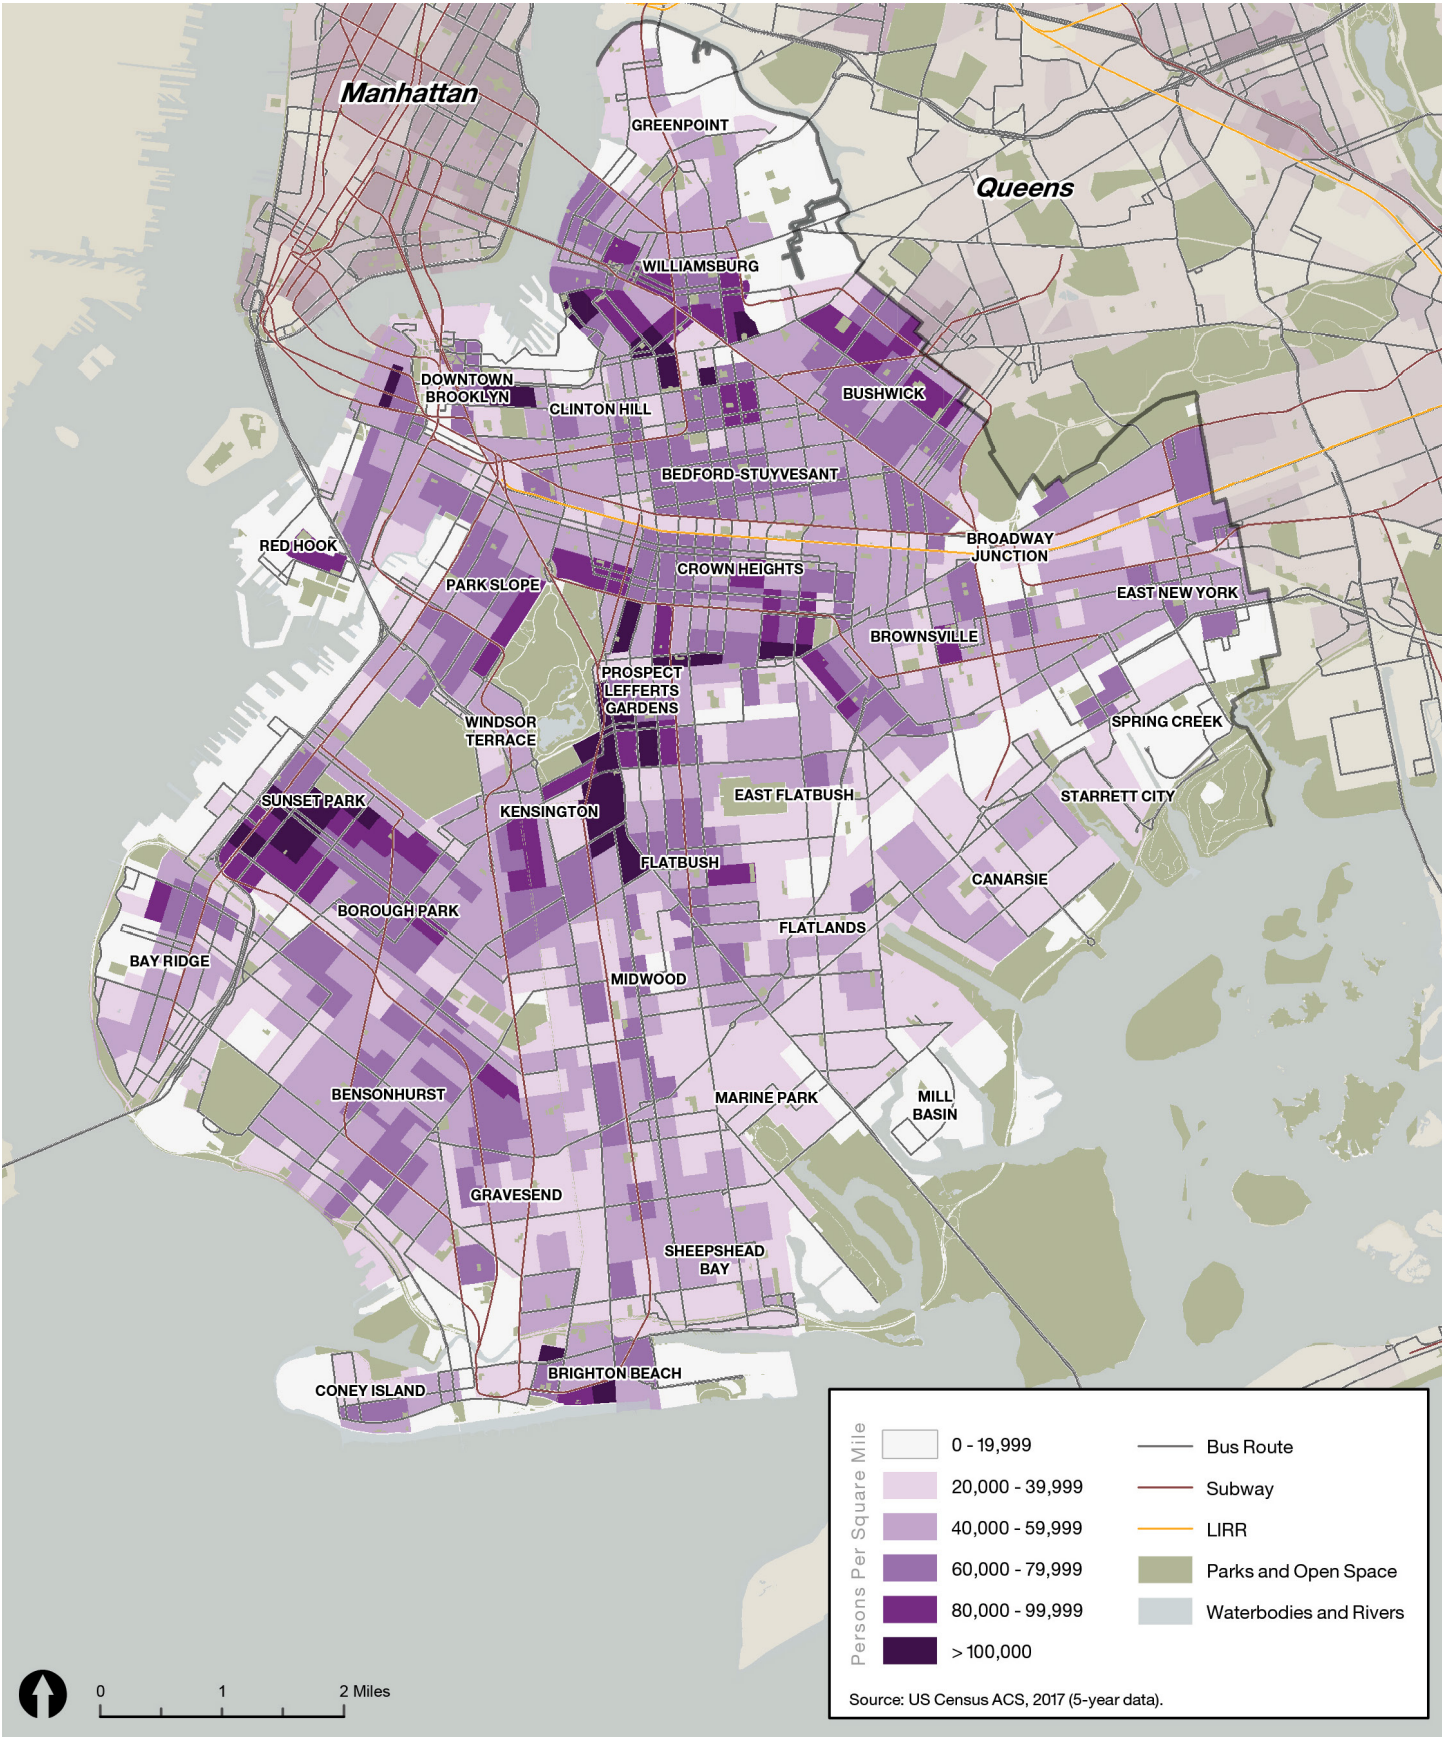 Manhattan
GREENPOINT
Queens
WILLIAMSBURG
DOWNTOWN
BROOKLYN
CLINTON HILL
BUSHWICK
BEDFORD-STUYVESANT
RED HOOK
BROADWAY
JUNCTION
CROWN HEIGHTS
PARK SLOPE
EAST NEW YORK
BROWNSVILLE
PROSPECT
LEFFERTS
GARDENS
WINDSOR
TERRACE
SPRING CREEK
SUNSET PARK
KENSINGTON
EAST FLATBUSH
STARRETT CITY
FLATBUSH
CANARSIE
BOROUGH PARK
FLATLANDS
BAY RIDGE
MIDWOOD
BENSONHURST
MARINE PARK
MILL
BASIN
GRAVESEND
SHEEPSHEAD
BAY
BRIGHTON BEACH
CONEY ISLAND
Persons Per Square Mile
0 - 19,999
20,000 - 39,999
40,000 - 59,999
60,000 - 79,999
80,000 - 99,999
> 100,000
Bus Route
Subway
LIRR
Parks and Open Space
Waterbodies and Rivers
Source: US Census ACS, 2017 (5-year data).
0 1 2 Miles